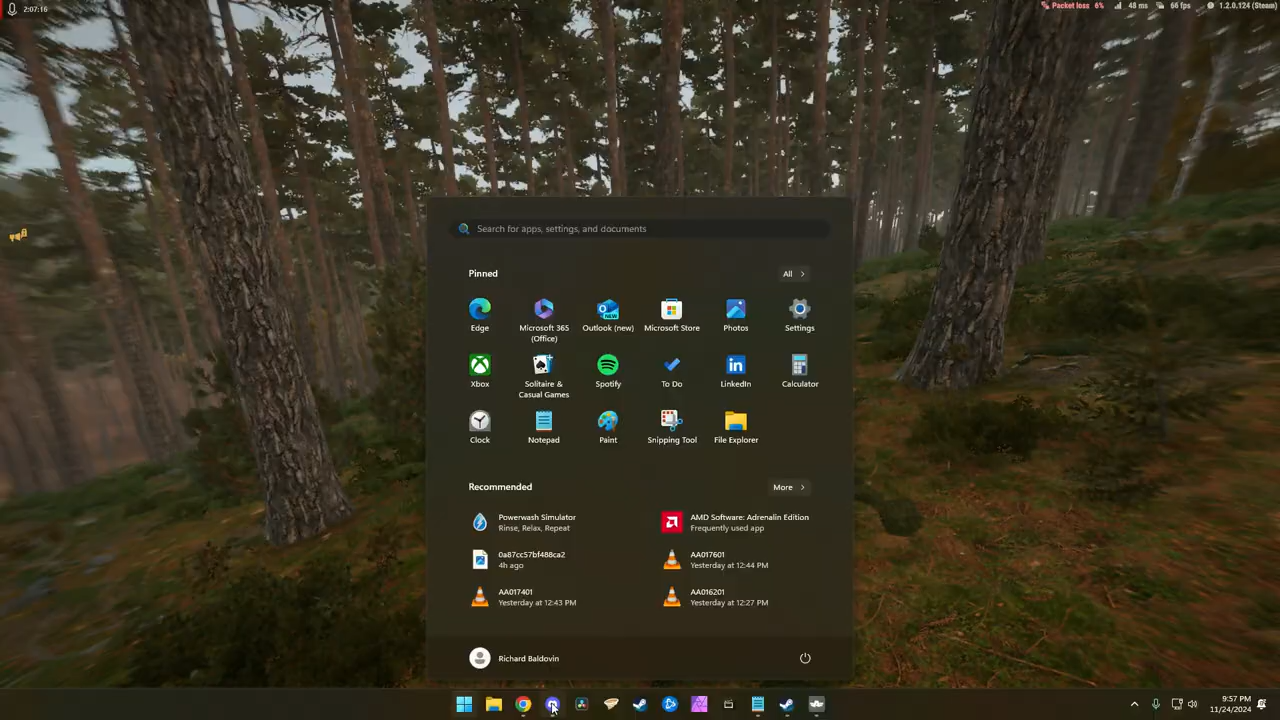 2:07:16
Packet loss 6% 48 ms 66 fps 1.2.0.124 (Steam)
Search for apps, settings, and documents
Pinned
All
Edge
Microsoft 365
(Office)
Outlook (new)
Microsoft Store
Photos
Settings
Xbox
Solitaire &
Casual Games
Spotify
To Do
LinkedIn
Calculator
Clock
Notepad
Paint
Snipping Tool
File Explorer
Recommended
More
Powerwash Simulator
Rinse, Relax, Repeat
AMD Software: Adrenalin Edition
Frequently used app
0a87cc57bf488ca2
4h ago
AA017601
Yesterday at 12:44 PM
AA017401
Yesterday at 12:43 PM
AA016201
Yesterday at 12:27 PM
Richard Baldovin
9:57 PM
11/24/2024